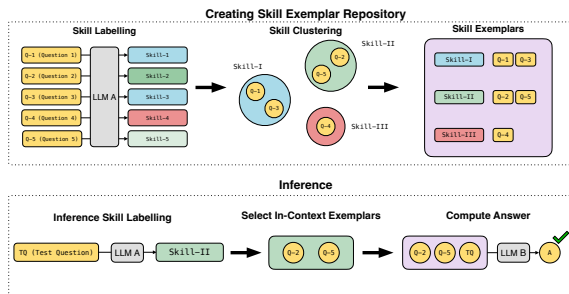 Creating Skill Exemplar Repository
Skill Labelling
Skill Clustering
Skill Exemplars
Q-1 (Question 1)
Q-2 (Question 2)
Q-3 (Question 3)
Q-4 (Question 4)
Q-5 (Question 5)
LLM A
Skill-1
Skill-2
Skill-3
Skill-4
Skill-5
Skill-I
Q-1
Q-3
Skill-II
Q-2
Q-5
Q-4
Skill-III
Skill-I Q-1 Q-3
Skill-II Q-2 Q-5
Skill-III Q-4
Inference
Inference Skill Labelling
Select In-Context Exemplars
Compute Answer
TQ (Test Question) LLM A Skill-II
Q-2 Q-5
Q-2 Q-5 TQ LLM B A